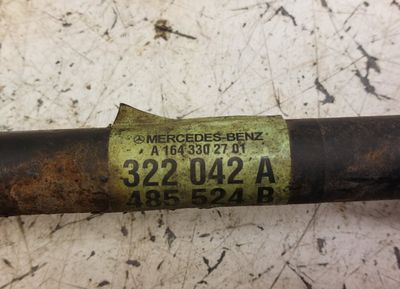 MERCEDES-BENZ
A 164 330 27 01
322 042 A
485 524 B